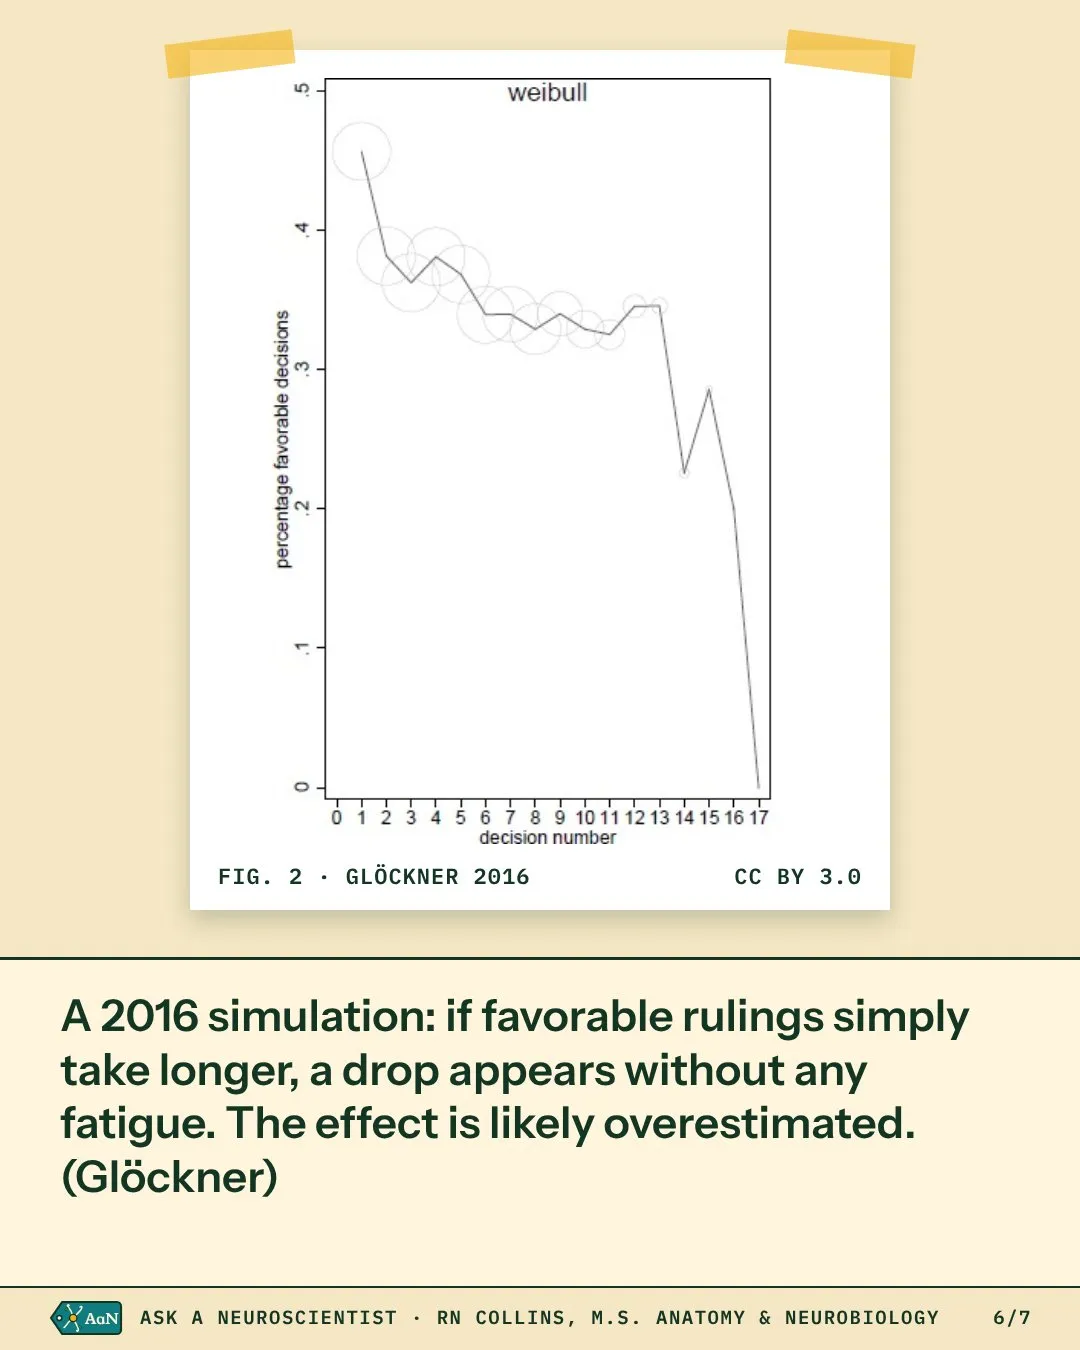 weibull
.5
.4
.3
.2
.1
0
percentage favorable decisions
0 1 2 3 4 5 6 7 8 9 10 11 12 13 14 15 16 17
decision number
FIG. 2 · GLÖCKNER 2016
CC BY 3.0
A 2016 simulation: if favorable rulings simply
take longer, a drop appears without any
fatigue. The effect is likely overestimated.
(Glöckner)
AaN
ASK A NEUROSCIENTIST · RN COLLINS, M.S. ANATOMY & NEUROBIOLOGY
6/7